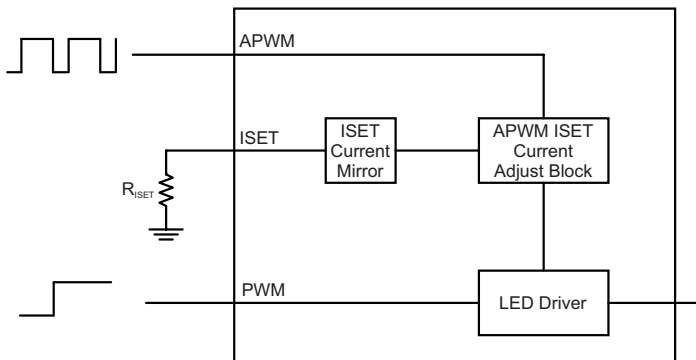 APWM
ISET
ISET
Current
Mirror
APWM ISET
Current
Adjust Block
RISET
PWM
LED Driver